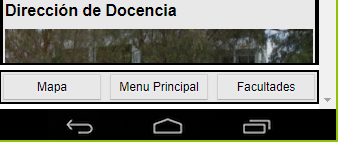 Dirección de Docencia
Mapa
Menu Principal
Facultades